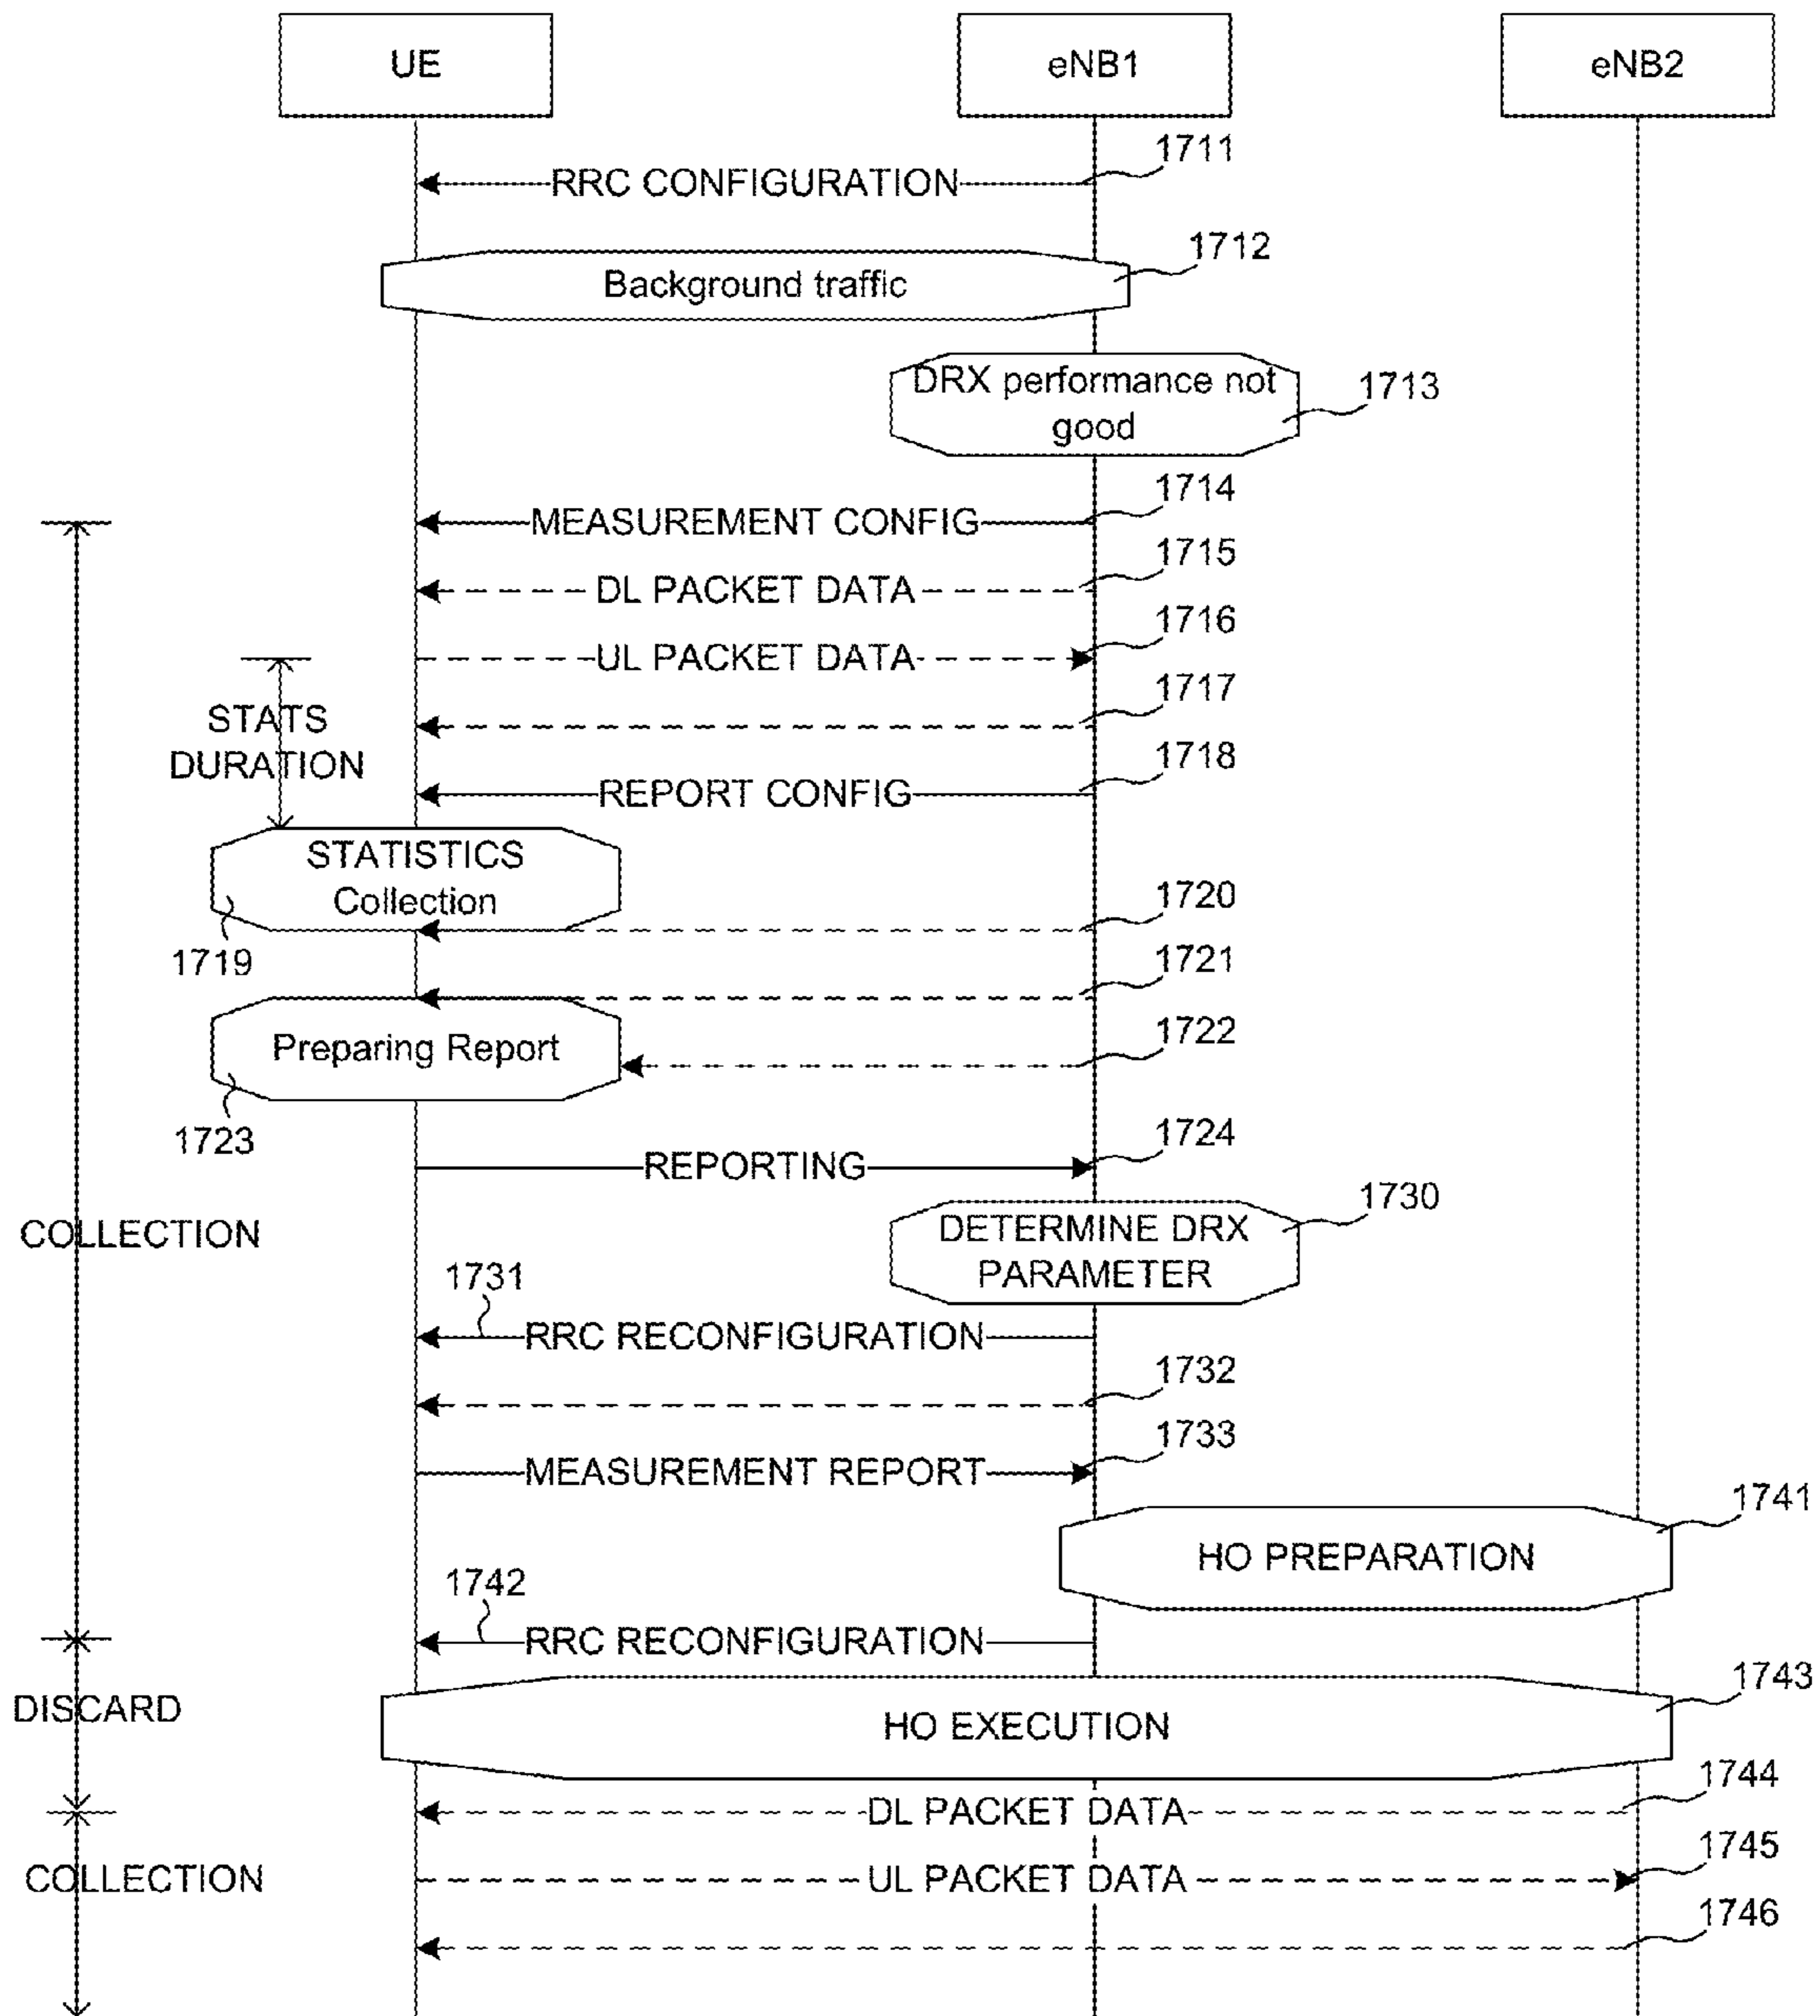 UE
eNB1
eNB2
1711
RRC CONFIGURATION
1712
Background traffic
DRX performance not
good
1713
1714
MEASUREMENT CONFIG
1715
DL PACKET DATA
1716
UL PACKET DATA
1717
STATS
DURATION
1718
REPORT CONFIG
STATISTICS
Collection
1719
1720
1721
Preparing Report
1722
1723
1724
REPORTING
1730
DETERMINE DRX
PARAMETER
COLLECTION
1731
RRC RECONFIGURATION
1732
1733
MEASUREMENT REPORT
1741
HO PREPARATION
1742
RRC RECONFIGURATION
1743
DISCARD
HO EXECUTION
1744
DL PACKET DATA
1745
COLLECTION
UL PACKET DATA
1746